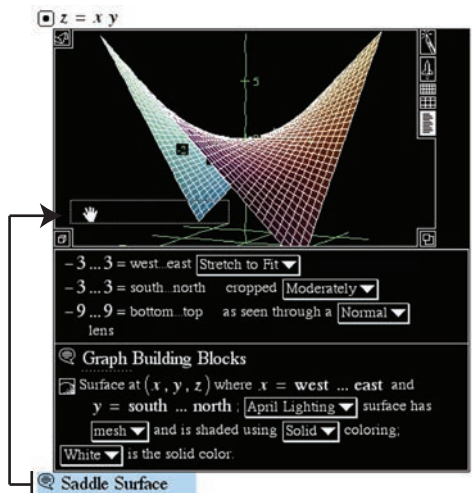 z = x y
5
−3...3 = west...east Stretch to Fit
−3...3 = south...north cropped Moderately
−9...9 = bottom...top as seen through a Normal
lens
Graph Building Blocks
Surface at (x, y, z) where x = west ... east and
y = south ... north ; April Lighting surface has
mesh and is shaded using Solid coloring;
White is the solid color.
Saddle Surface